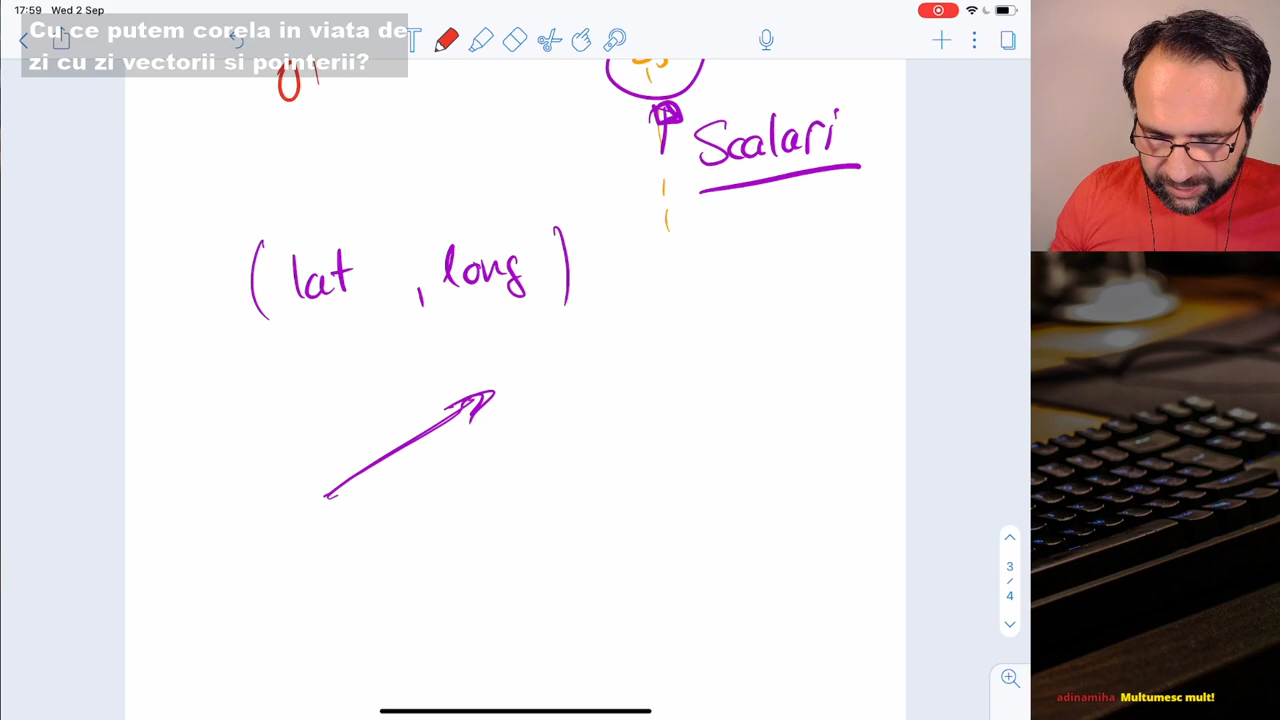 17:59 Wed 2 Sep
Cu ce putem corela in viata de
zi cu zi vectorii si pointerii?
T
Scalari
( lat , long )
3
/
4
adinamiha Multumesc mult!